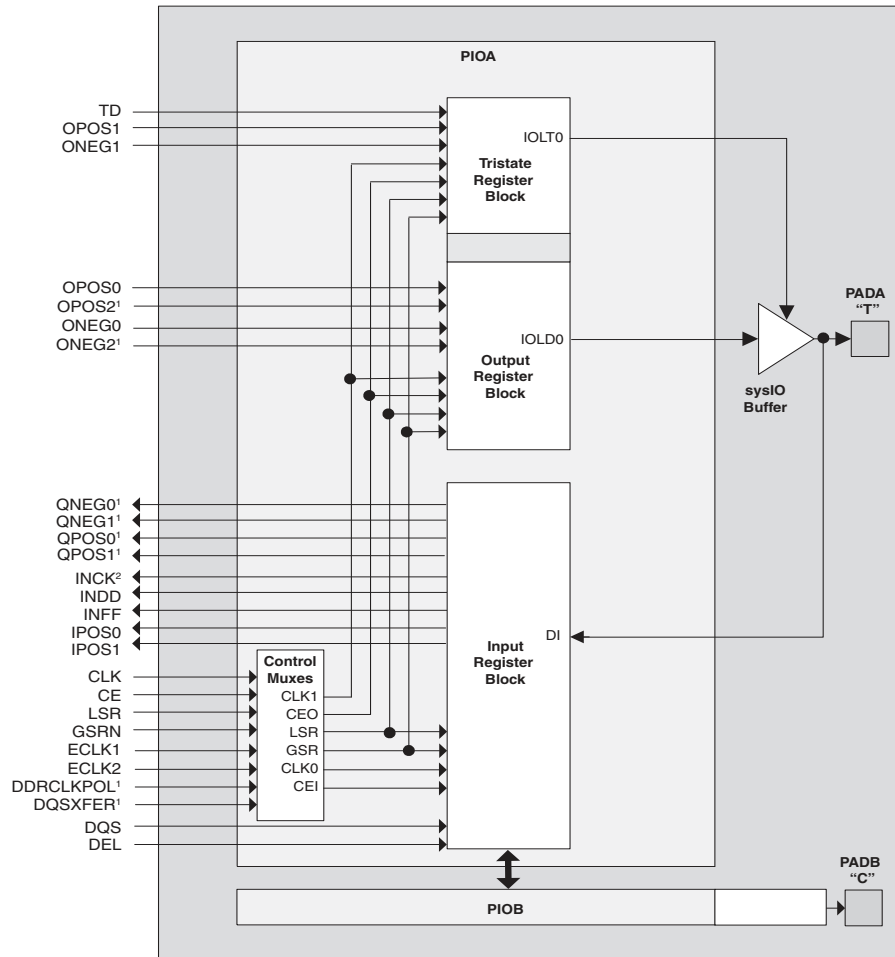 PIOA
TD
OPOS1
ONEG1
IOLT0
Tristate
Register
Block
OPOS0
OPOS2¹
ONEG0
ONEG2¹
IOLD0
Output
Register
Block
sysIO
Buffer
PADA
“T”
QNEG0¹
QNEG1¹
QPOS0¹
QPOS1¹
INCK²
INDD
INFF
IPOS0
IPOS1
DI
Input
Register
Block
CLK
CE
LSR
GSRN
ECLK1
ECLK2
DDRCLKPOL¹
DQSXFER¹
DQS
DEL
Control
Muxes
CLK1
CEO
LSR
GSR
CLK0
CEI
PADB
“C”
PIOB